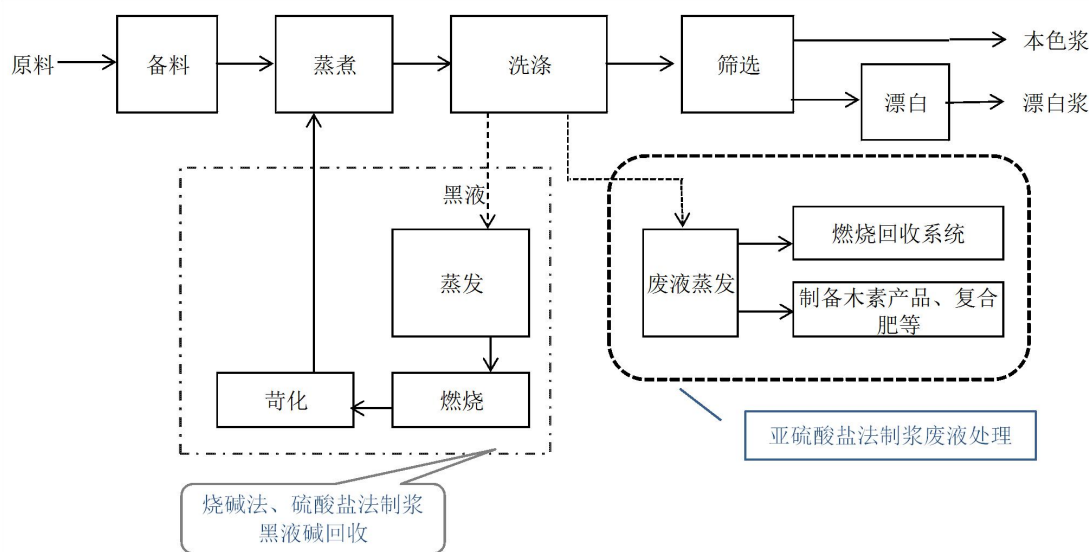 原料
备料
蒸煮
洗涤
筛选
本色浆
漂白
漂白浆
黑液
蒸发
废液蒸发
燃烧回收系统
制备木素产品、复合
肥等
苛化
燃烧
亚硫酸盐法制浆废液处理
烧碱法、硫酸盐法制浆
黑液碱回收